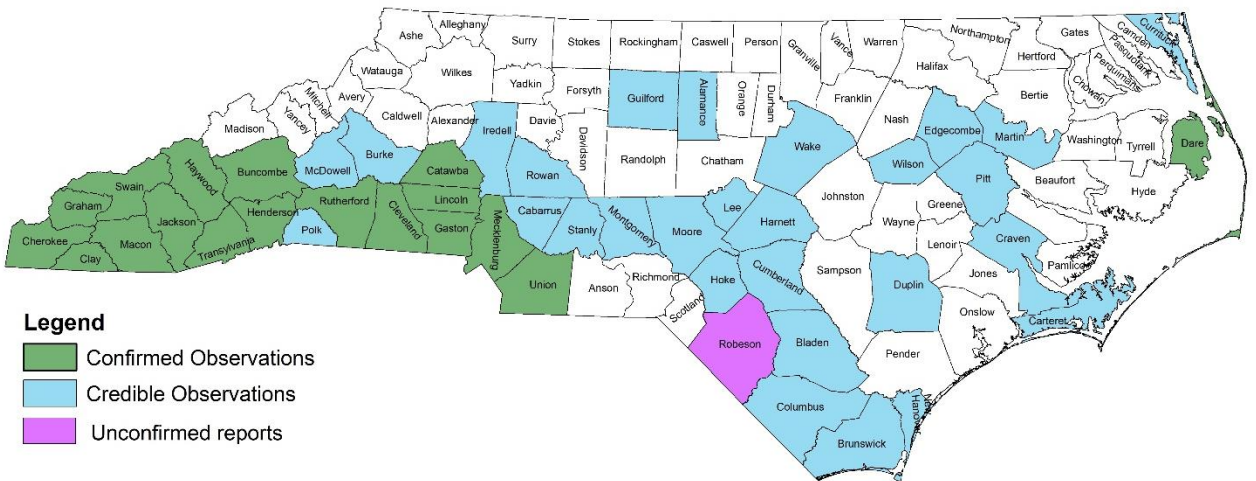 Alleghany
Ashe
Surry
Stokes
Rockingham
Caswell
Person
Granville
Vance
Warren
Northampton
Gates
Camden
Currituck
Pasquotank
Perquimans
Chowan
Hertford
Halifax
Bertie
Watauga
Wilkes
Yadkin
Forsyth
Guilford
Alamance
Orange
Durham
Franklin
Nash
Edgecombe
Martin
Washington
Tyrrell
Dare
Mitchell
Avery
Yancey
Madison
Caldwell
Alexander
Iredell
Davie
Davidson
Randolph
Chatham
Wake
Wilson
Pitt
Beaufort
Hyde
Swain
Haywood
Buncombe
McDowell
Burke
Catawba
Rowan
Johnston
Wayne
Greene
Lenoir
Craven
Pamlico
Graham
Jackson
Henderson
Rutherford
Cleveland
Lincoln
Gaston
Mecklenburg
Cabarrus
Stanly
Montgomery
Moore
Lee
Harnett
Cherokee
Clay
Macon
Transylvania
Polk
Union
Anson
Richmond
Scotland
Hoke
Cumberland
Sampson
Duplin
Jones
Onslow
Carteret
Robeson
Bladen
Pender
Columbus
Brunswick
New
Hanover
Legend
Confirmed Observations
Credible Observations
Unconfirmed reports